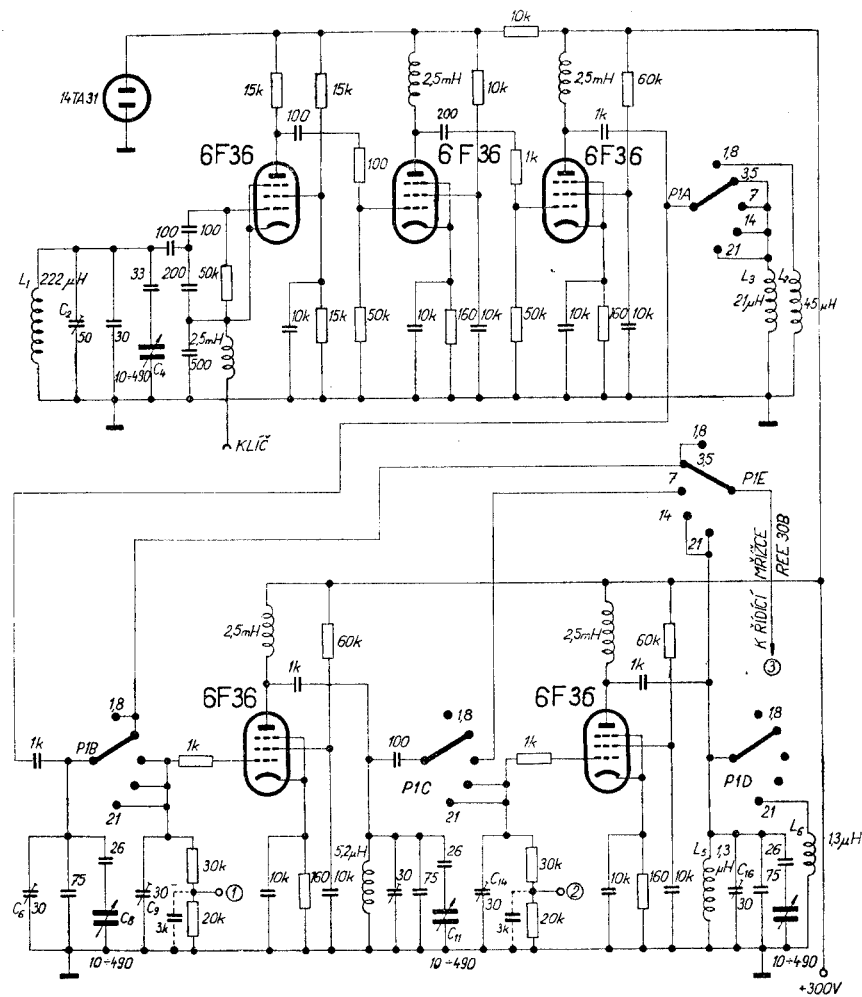 10k
14TA31
15k
15k
2,5mH
10k
2,5mH
60k
100
200
1k
6F36
6F36
6F36
100
1k
1,8
3,5
P1A
7
14
21
100
100
L1
222µH
33
200
50k
C2
50
30
2,5mH
500
10÷490
C4
10k
15k
50k
10k
160
10k
50k
10k
160
10k
L3
21µH
L2
45µH
KLÍČ
1,8
3,5
P1E
7
14
21
K ŘÍDÍCÍ MŘÍŽCE
REE 30B
3
2,5mH
60k
2,5mH
60k
1k
1k
6F36
6F36
1,8
1k
P1B
1k
21
1,8
100
P1C
1k
21
1,8
P1D
21
L6
1,3µH
C6
30
75
26
C8
10÷490
C9
30
30k
1
3k
20k
10k
160
10k
5,2µH
30
75
26
C11
10÷490
C14
30
30k
2
3k
20k
10k
160
10k
L5
1,3
µH
C16
30
75
26
10÷490
+300V